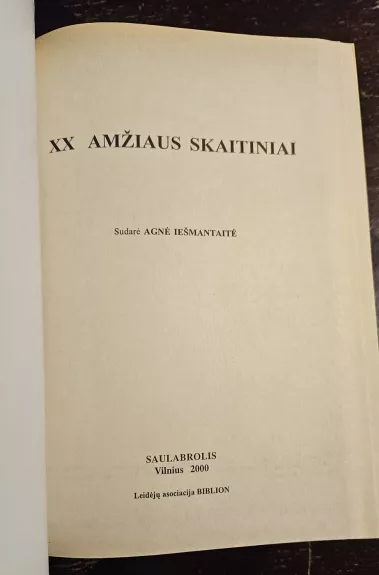 XX AMŽIAUS SKAITINIAI
Sudarė AGNĖ IEŠMANTAITĖ
SAULABROLIS
Vilnius 2000
Leidėjų asociacija BIBLION